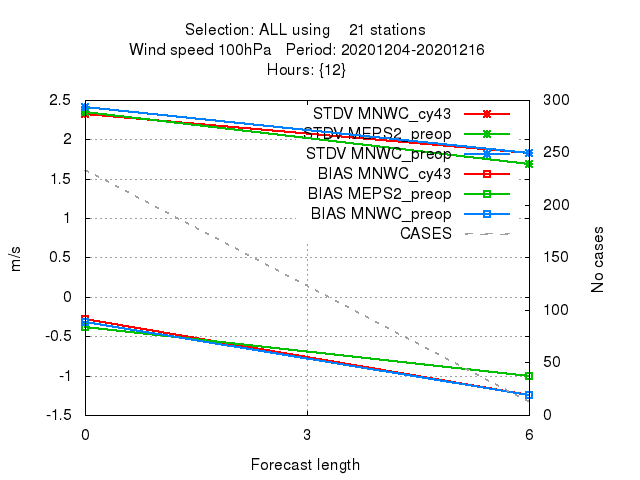 Selection: ALL using 21 stations
Wind speed 100hPa Period: 20201204-20201216
Hours: {12}
2.5
2
1.5
1
0.5
0
-0.5
-1
-1.5
m/s
STDV MNWC_cy43
STDV MEPS2_preop
STDV MNWC_preop
BIAS MNWC_cy43
BIAS MEPS2_preop
BIAS MNWC_preop
CASES
300
250
200
150
100
50
0
No cases
0 3 6
Forecast length